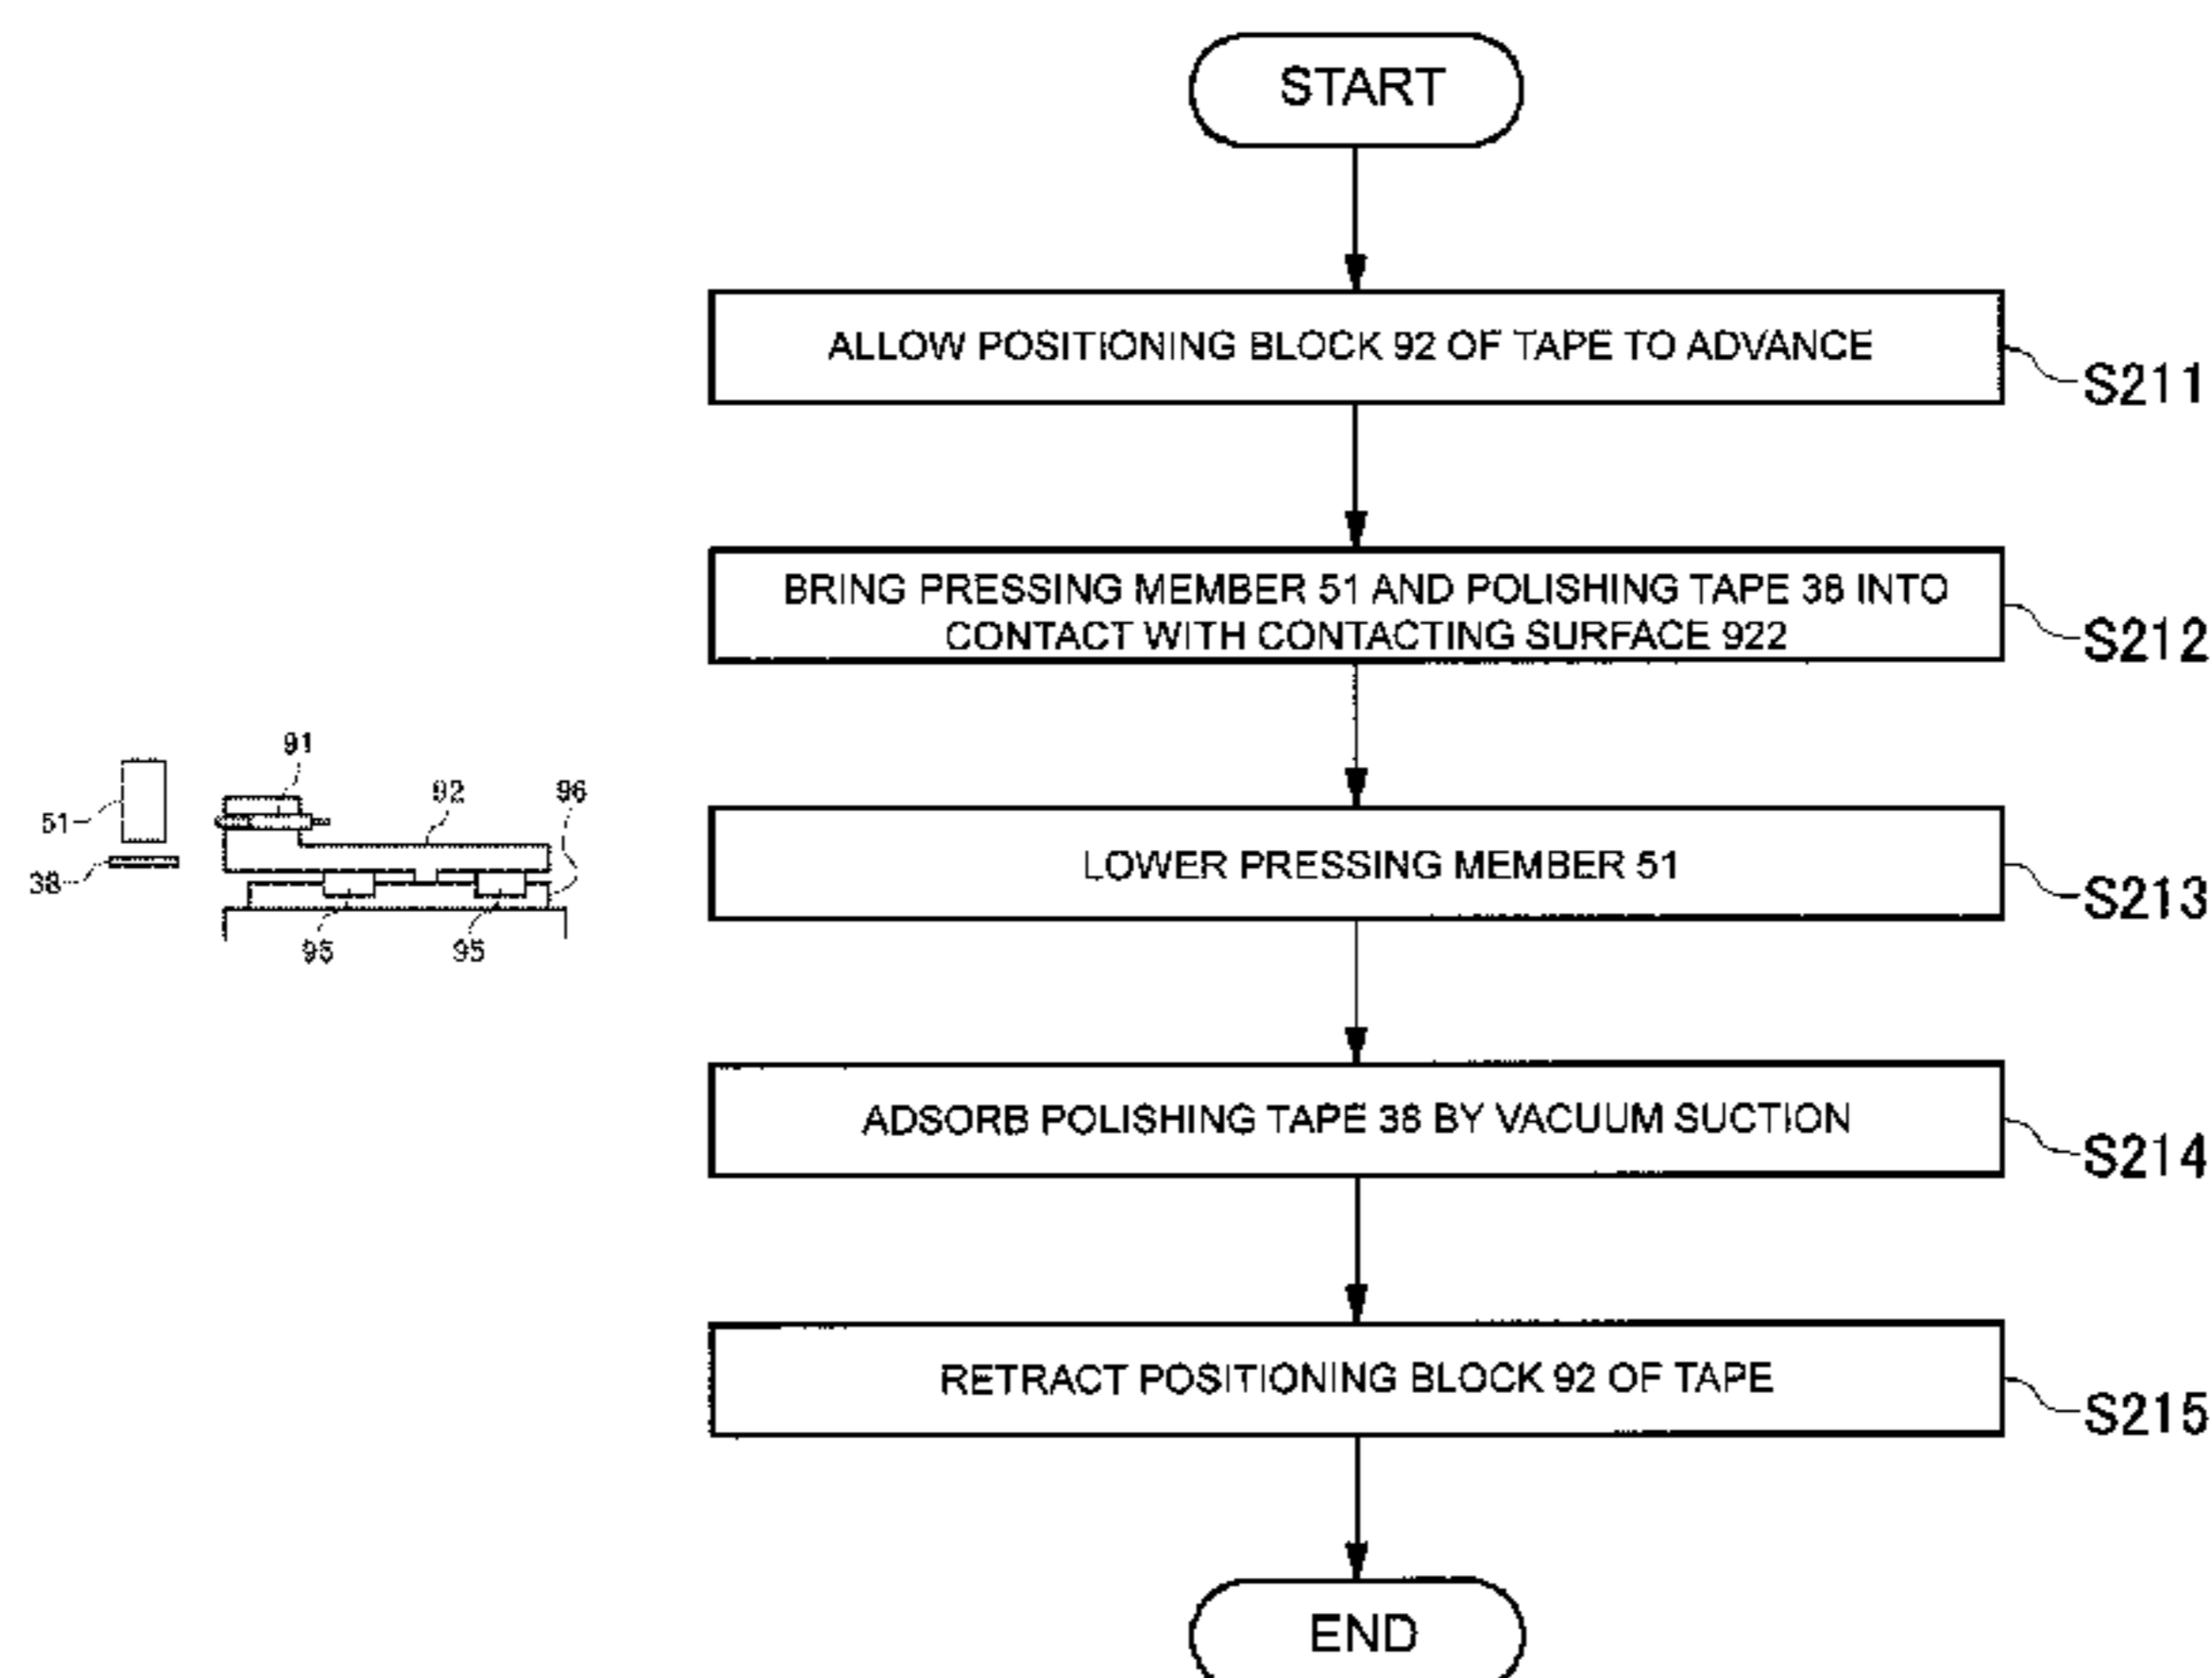 START
ALLOW POSITIONING BLOCK 92 OF TAPE TO ADVANCE
S211
BRING PRESSING MEMBER 51 AND POLISHING TAPE 38 INTO
CONTACT WITH CONTACTING SURFACE 922
S212
LOWER PRESSING MEMBER 51
S213
ADSORB POLISHING TAPE 38 BY VACUUM SUCTION
S214
RETRACT POSITIONING BLOCK 92 OF TAPE
S215
END
91
92
96
51
38
95
95